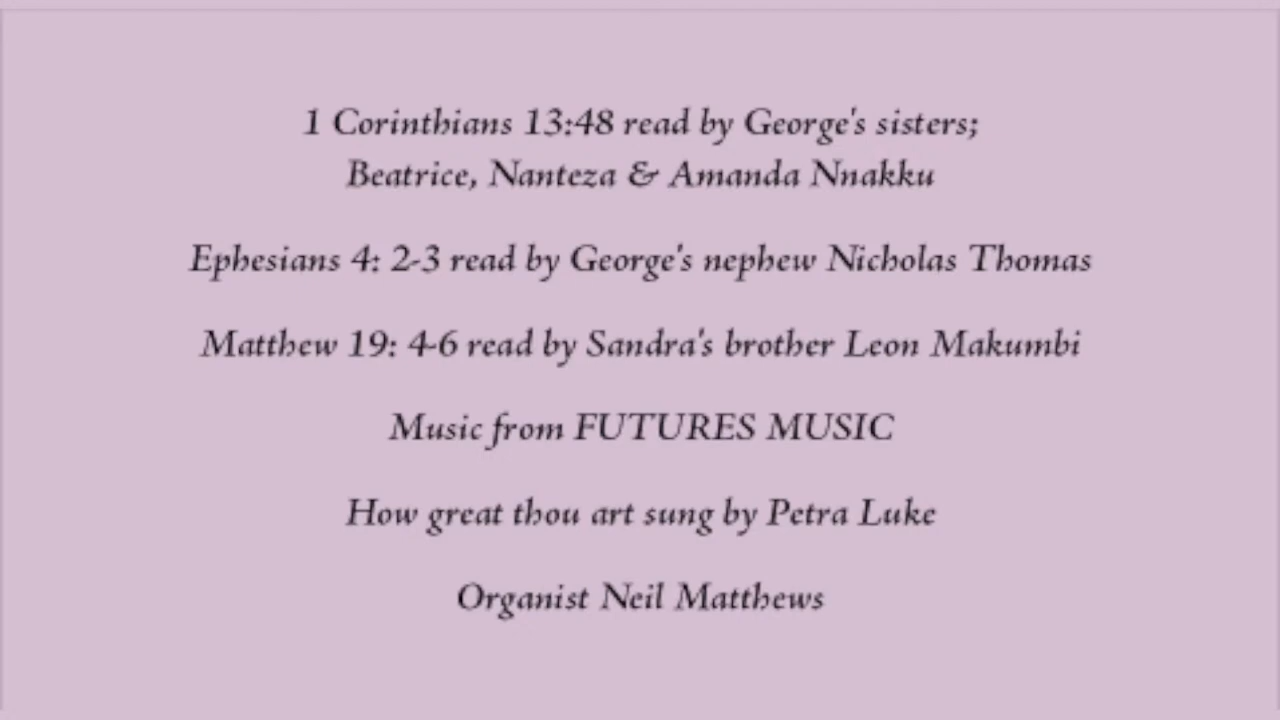 1 Corinthians 13:48 read by George's sisters;
Beatrice, Nanteza & Amanda Nnakku
Ephesians 4: 2-3 read by George's nephew Nicholas Thomas
Matthew 19: 4-6 read by Sandra's brother Leon Makumbi
Music from FUTURES MUSIC
How great thou art sung by Petra Luke
Organist Neil Matthews